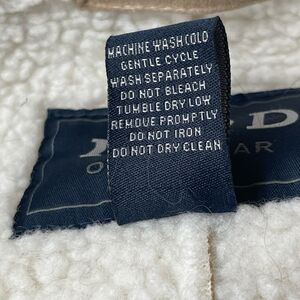 MACHINE WASH COLD
GENTLE CYCLE
WASH SEPARATELY
DO NOT BLEACH
TUMBLE DRY LOW
REMOVE PROMPTLY
DO NOT IRON
DO NOT DRY CLEAN